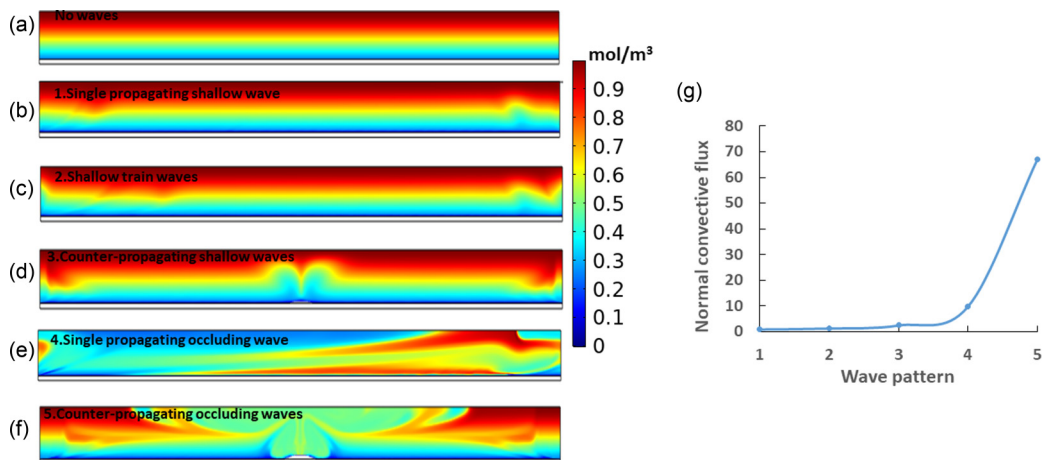 (a)
No waves
(b)
1.Single propagating shallow wave
(c)
2.Shallow train waves
(d)
3.Counter-propagating shallow waves
(e)
4.Single propagating occluding wave
(f)
5.Counter-propagating occluding waves
mol/m³
0.9
0.8
0.7
0.6
0.5
0.4
0.3
0.2
0.1
0
(g)
Normal convective flux
80
70
60
50
40
30
20
10
0
1 2 3 4 5
Wave pattern